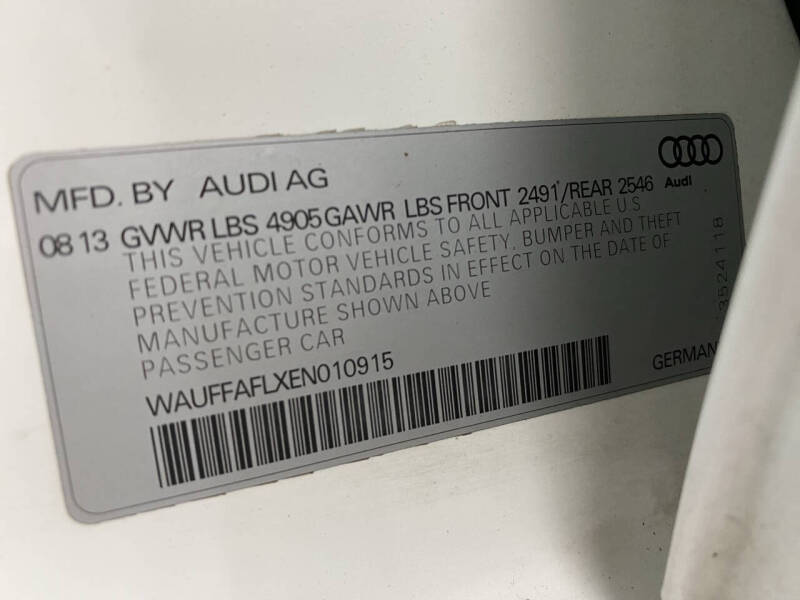 MFD. BY AUDI AG
Audi
08 13 GVWR LBS 4905 GAWR LBS FRONT 2491/REAR 2546
THIS VEHICLE CONFORMS TO ALL APPLICABLE U S
FEDERAL MOTOR VEHICLE SAFETY, BUMPER AND THEFT
PREVENTION STANDARDS IN EFFECT ON THE DATE OF
MANUFACTURE SHOWN ABOVE
PASSENGER CAR
WAUFFAFLXEN010915
GERMAN
3524118